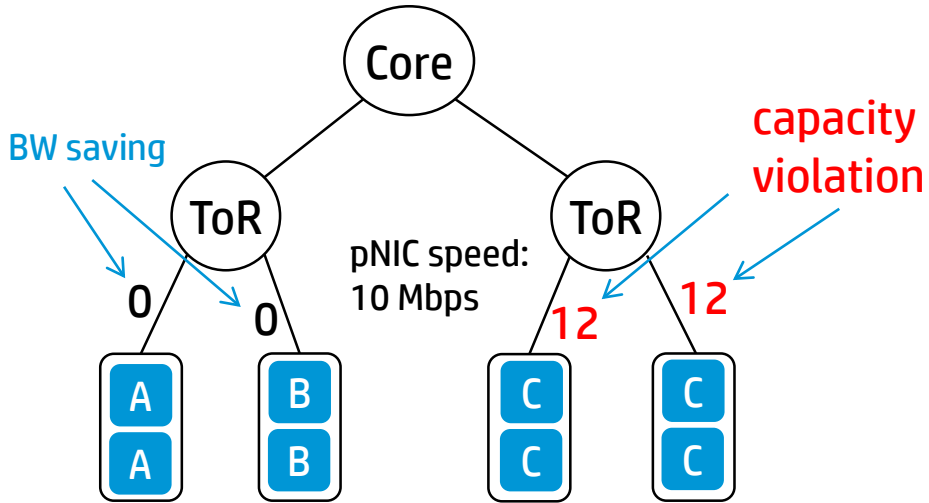 Core
BW saving
capacity
violation
ToR
ToR
pNIC speed:
10 Mbps
0
0
12
12
A
B
C
C
A
B
C
C